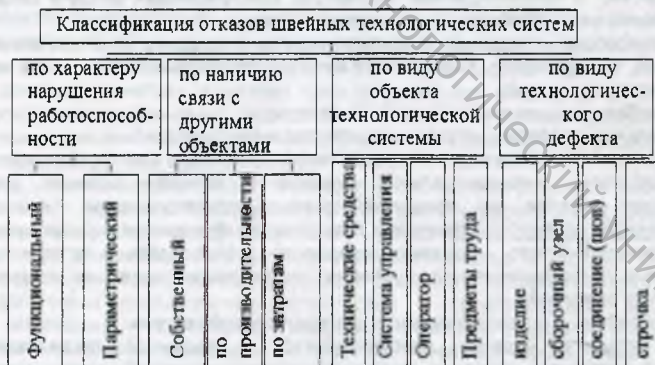 Классификация отказов швейных технологических систем
по характеру
нарушения
работоспособ-
ности
по наличию
связи с
другими
объектами
по виду
объекта
технологической
системы
по виду
технологичес-
кого
дефекта
Функциональный
Параметрический
Собственный
по
производительности
по затратам
Технические средства
Система управления
Оператор
Предметы труда
изделие
сборочный узел
соединение (шов)
строчка